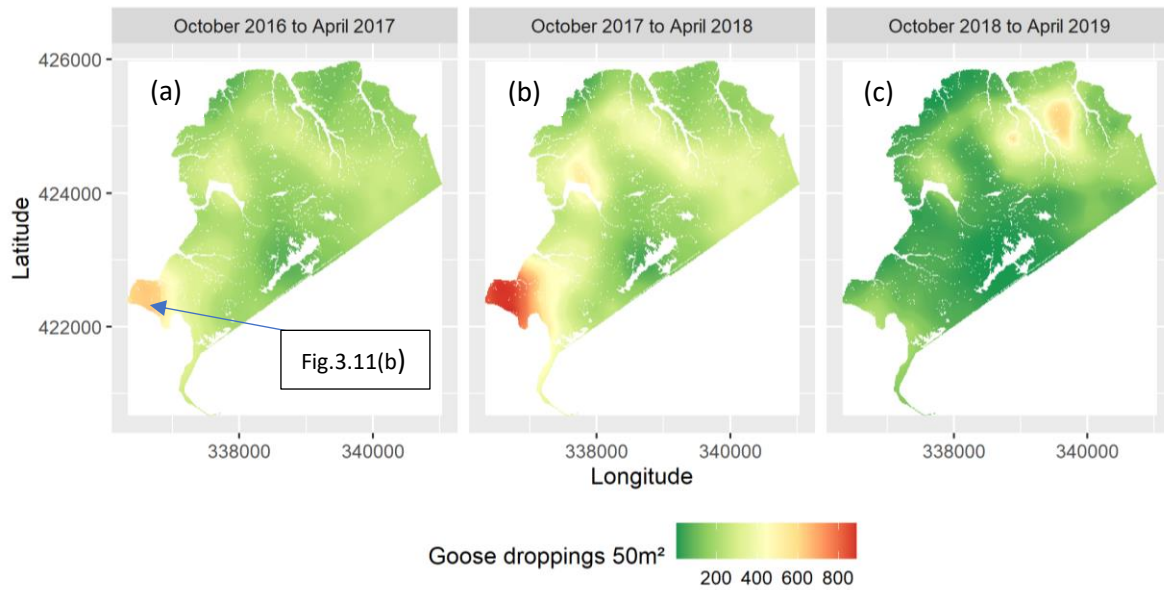 October 2016 to April 2017
October 2017 to April 2018
October 2018 to April 2019
(a)
(b)
(c)
426000
424000
422000
Latitude
Fig.3.11(b)
338000
340000
338000
340000
338000
340000
Longitude
Goose droppings 50m²
200 400 600 800